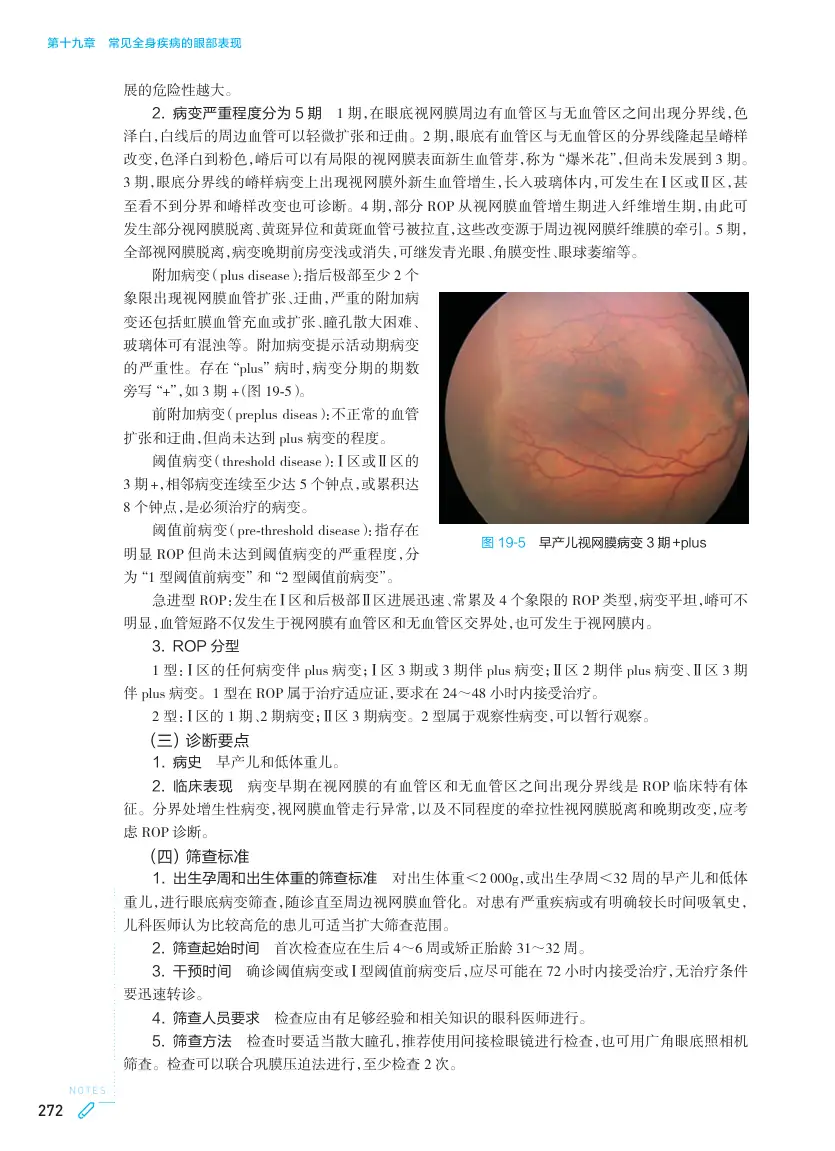 第十九章 常见全身疾病的眼部表现
展的危险性越大。
2. 病变严重程度分为 5 期 1 期,在眼底视网膜周边有血管区与无血管区之间出现分界线,色
泽白,白线后的周边血管可以轻微扩张和迂曲。2 期,眼底有血管区与无血管区的分界线隆起呈嵴样
改变,色泽白到粉色,嵴后可以有局限的视网膜表面新生血管芽,称为 “爆米花”,但尚未发展到 3 期。
3 期,眼底分界线的嵴样病变上出现视网膜外新生血管增生,长入玻璃体内,可发生在Ⅰ区或Ⅱ区,甚
至看不到分界和嵴样改变也可诊断。4 期,部分 ROP 从视网膜血管增生期进入纤维增生期,由此可
发生部分视网膜脱离、黄斑异位和黄斑血管弓被拉直,这些改变源于周边视网膜纤维膜的牵引。5 期,
全部视网膜脱离,病变晚期前房变浅或消失,可继发青光眼、角膜变性、眼球萎缩等。
附加病变(plus disease):指后极部至少 2 个
象限出现视网膜血管扩张、迂曲,严重的附加病
变还包括虹膜血管充血或扩张、瞳孔散大困难、
玻璃体可有混浊等。附加病变提示活动期病变
的严重性。存在 “plus” 病时,病变分期的期数
旁写 “+”,如 3 期 +(图 19-5)。
前附加病变(preplus diseas):不正常的血管
扩张和迂曲,但尚未达到 plus 病变的程度。
阈值病变(threshold disease):Ⅰ区或Ⅱ区的
3 期+,相邻病变连续至少达 5 个钟点,或累积达
8 个钟点,是必须治疗的病变。
阈值前病变(pre-threshold disease):指存在
明显 ROP 但尚未达到阈值病变的严重程度,分
为 “1 型阈值前病变” 和 “2 型阈值前病变”。
图 19-5 早产儿视网膜病变 3 期+plus
急进型 ROP:发生在Ⅰ区和后极部Ⅱ区进展迅速、常累及 4 个象限的 ROP 类型,病变平坦,嵴可不
明显,血管短路不仅发生于视网膜有血管区和无血管区交界处,也可发生于视网膜内。
3. ROP 分型
1 型:Ⅰ区的任何病变伴 plus 病变;Ⅰ区 3 期或 3 期伴 plus 病变;Ⅱ区 2 期伴 plus 病变、Ⅱ区 3 期
伴 plus 病变。1 型在 ROP 属于治疗适应证,要求在 24～48 小时内接受治疗。
2 型:Ⅰ区的 1 期、2 期病变;Ⅱ区 3 期病变。2 型属于观察性病变,可以暂行观察。
(三)诊断要点
1. 病史 早产儿和低体重儿。
2. 临床表现 病变早期在视网膜的有血管区和无血管区之间出现分界线是 ROP 临床特有体
征。分界处增生性病变,视网膜血管走行异常,以及不同程度的牵拉性视网膜脱离和晚期改变,应考
虑 ROP 诊断。
(四)筛查标准
1. 出生孕周和出生体重的筛查标准 对出生体重＜2 000g,或出生孕周＜32 周的早产儿和低体
重儿,进行眼底病变筛查,随诊直至周边视网膜血管化。对患有严重疾病或有明确较长时间吸氧史,
儿科医师认为比较高危的患儿可适当扩大筛查范围。
2. 筛查起始时间 首次检查应在生后 4～6 周或矫正胎龄 31～32 周。
3. 干预时间 确诊阈值病变或Ⅰ型阈值前病变后,应尽可能在 72 小时内接受治疗,无治疗条件
要迅速转诊。
4. 筛查人员要求 检查应由有足够经验和相关知识的眼科医师进行。
5. 筛查方法 检查时要适当散大瞳孔,推荐使用间接检眼镜进行检查,也可用广角眼底照相机
筛查。检查可以联合巩膜压迫法进行,至少检查 2 次。
NOTES
272